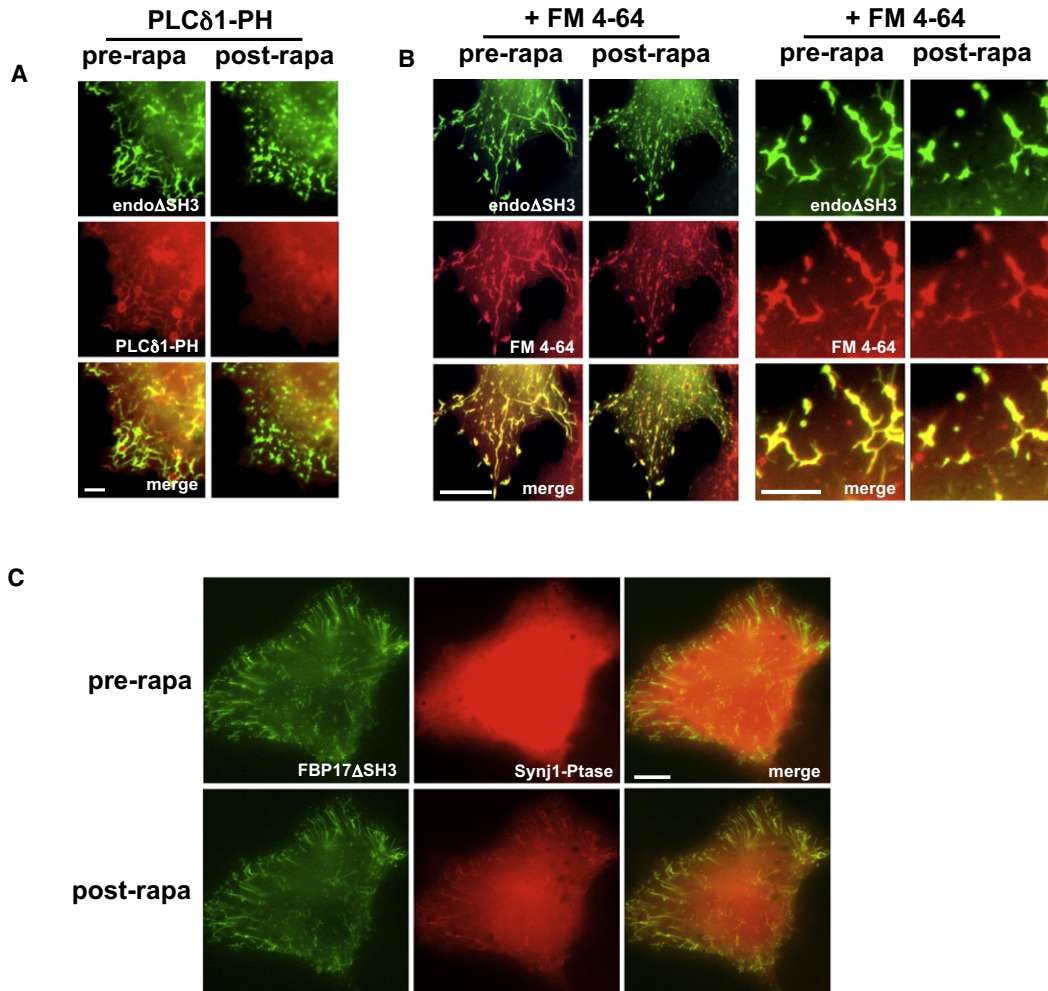 PLCδ1-PH
pre-rapa post-rapa
A
endoΔSH3
PLCδ1-PH
merge
+ FM 4-64
pre-rapa post-rapa
B
endoΔSH3
FM 4-64
merge
+ FM 4-64
pre-rapa post-rapa
endoΔSH3
FM 4-64
merge
C
pre-rapa
FBP17ΔSH3
Synj1-Ptase
merge
post-rapa